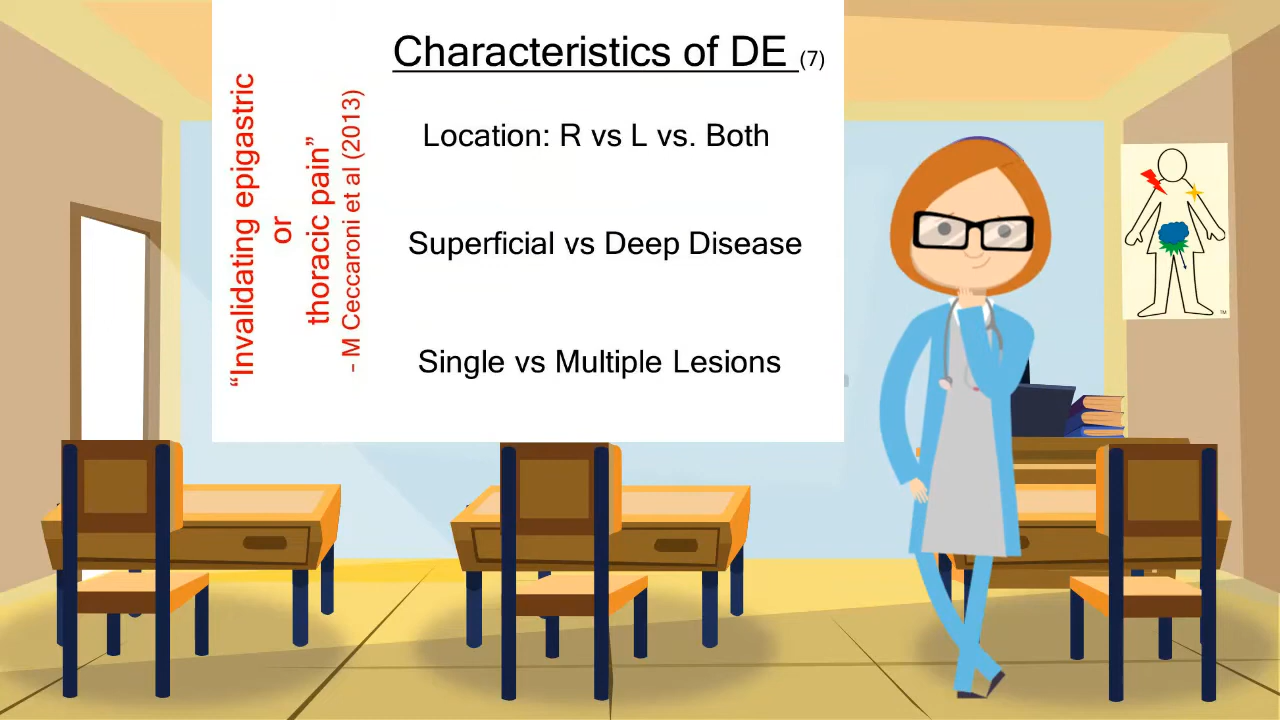 Characteristics of DE (7)
“Invalidating epigastric
or
thoracic pain”
- M Ceccaroni et al (2013)
Location: R vs L vs. Both
Superficial vs Deep Disease
Single vs Multiple Lesions
TM